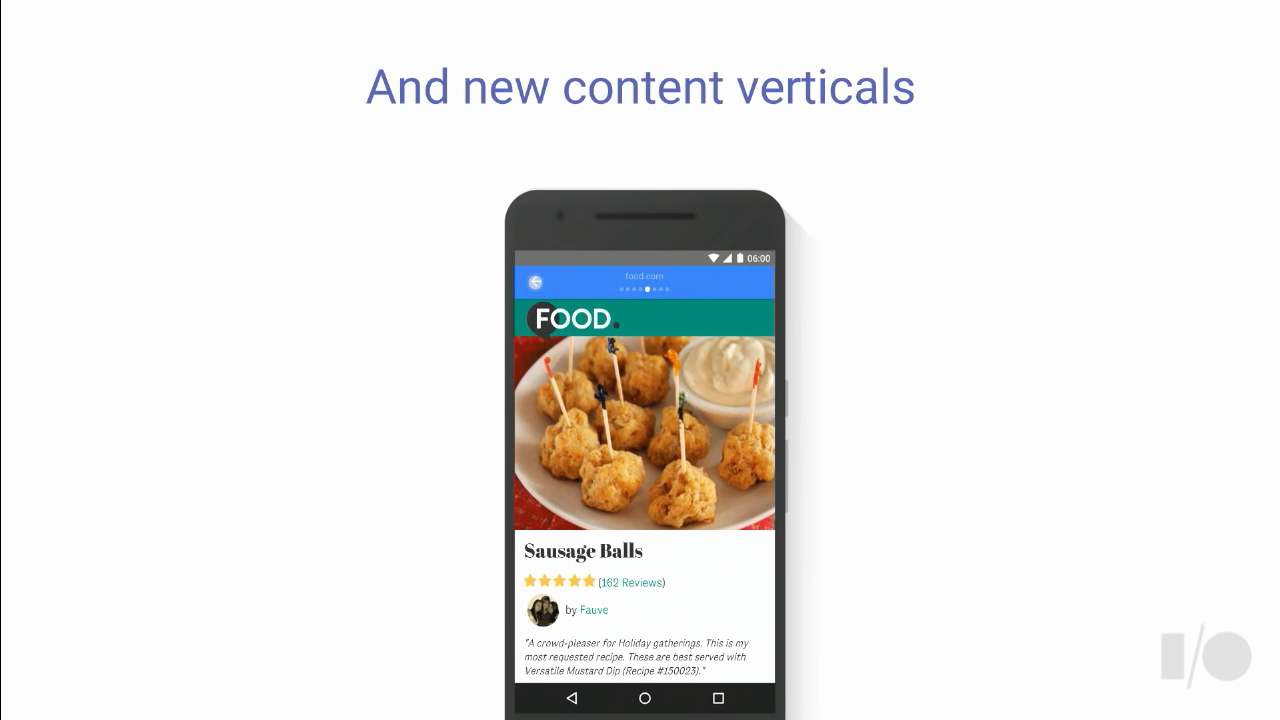 And new content verticals
06:00
food.com
FOOD.
Sausage Balls
(162 Reviews)
by Fauve
"A crowd-pleaser for Holiday gatherings. This is my
most requested recipe. These are best served with
Versatile Mustard Dip (Recipe #150023)."
I/O